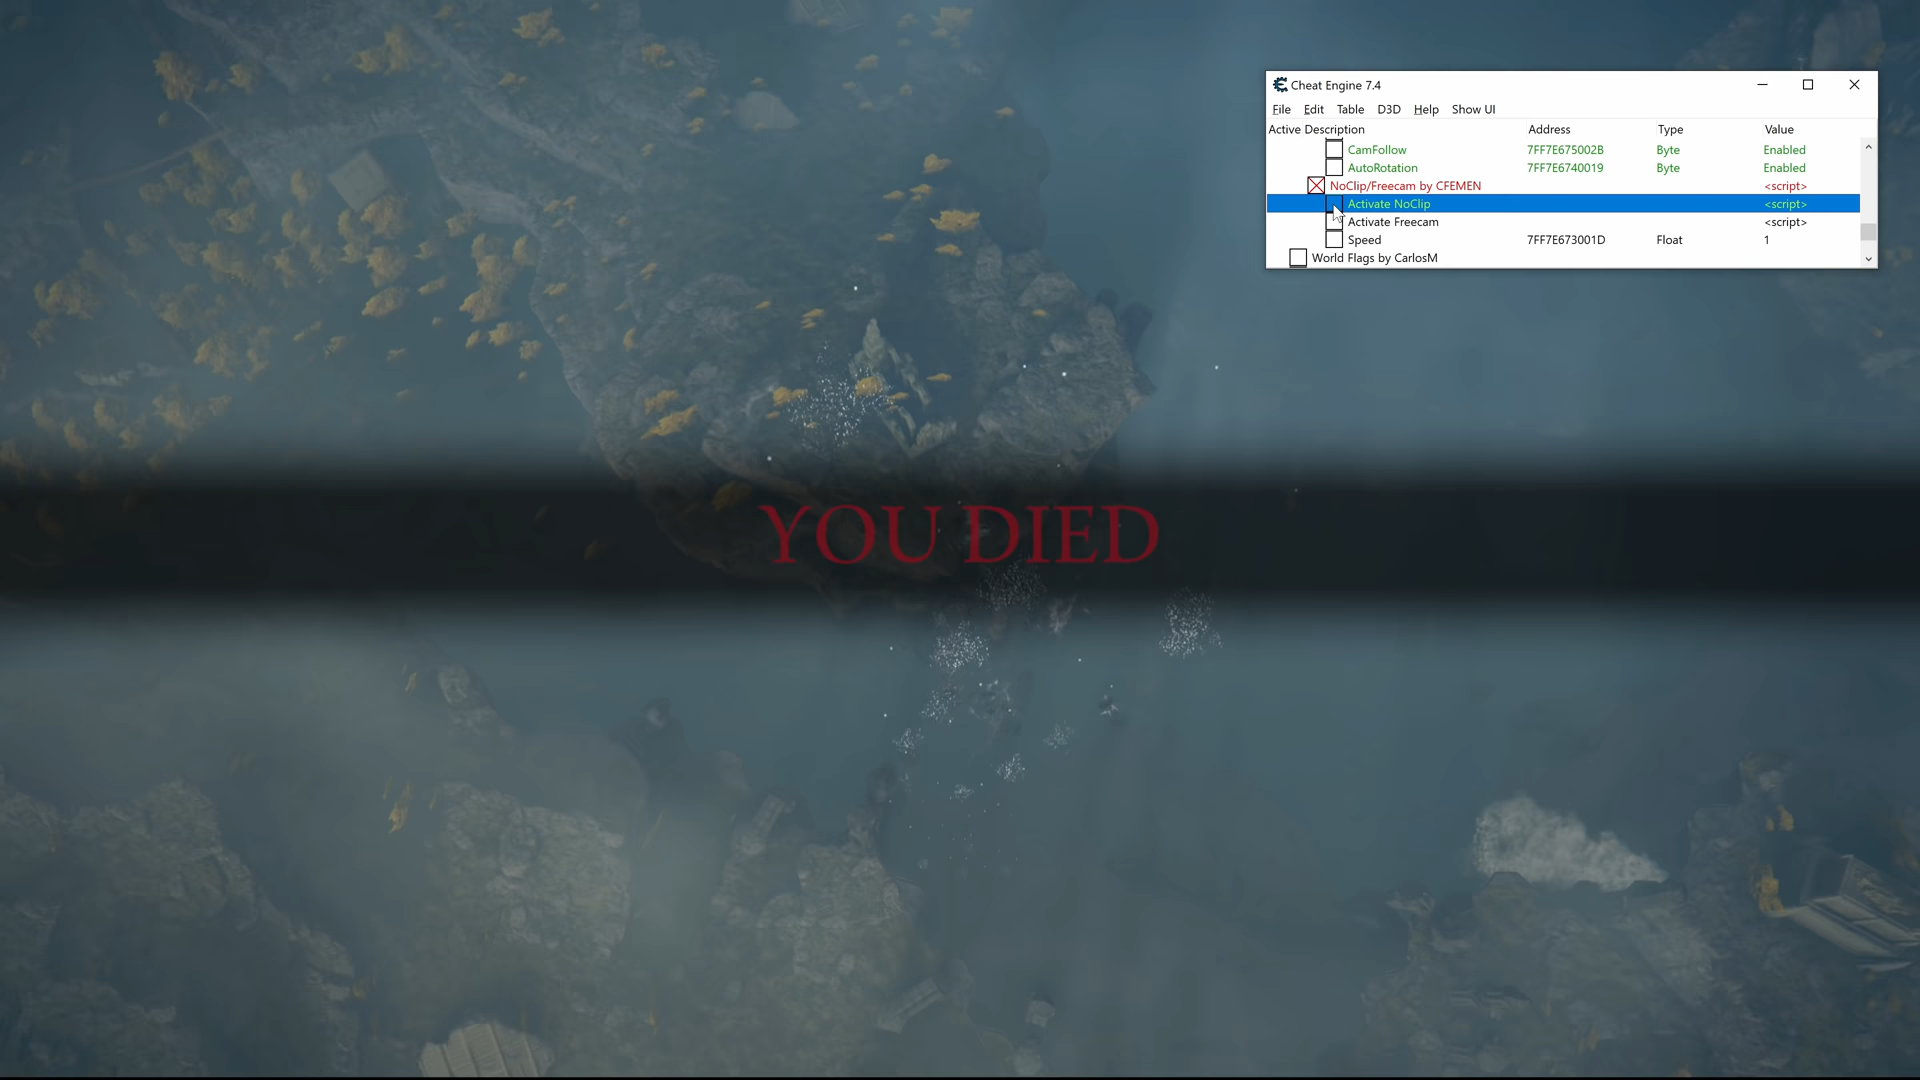 Cheat Engine 7.4
File Edit Table D3D Help Show UI
Active Description Address Type Value
CamFollow 7FF7E675002B Byte Enabled
AutoRotation 7FF7E6740019 Byte Enabled
NoClip/Freecam by CFEMEN <script>
Activate NoClip <script>
Activate Freecam <script>
Speed 7FF7E673001D Float 1
World Flags by CarlosM
YOU DIED